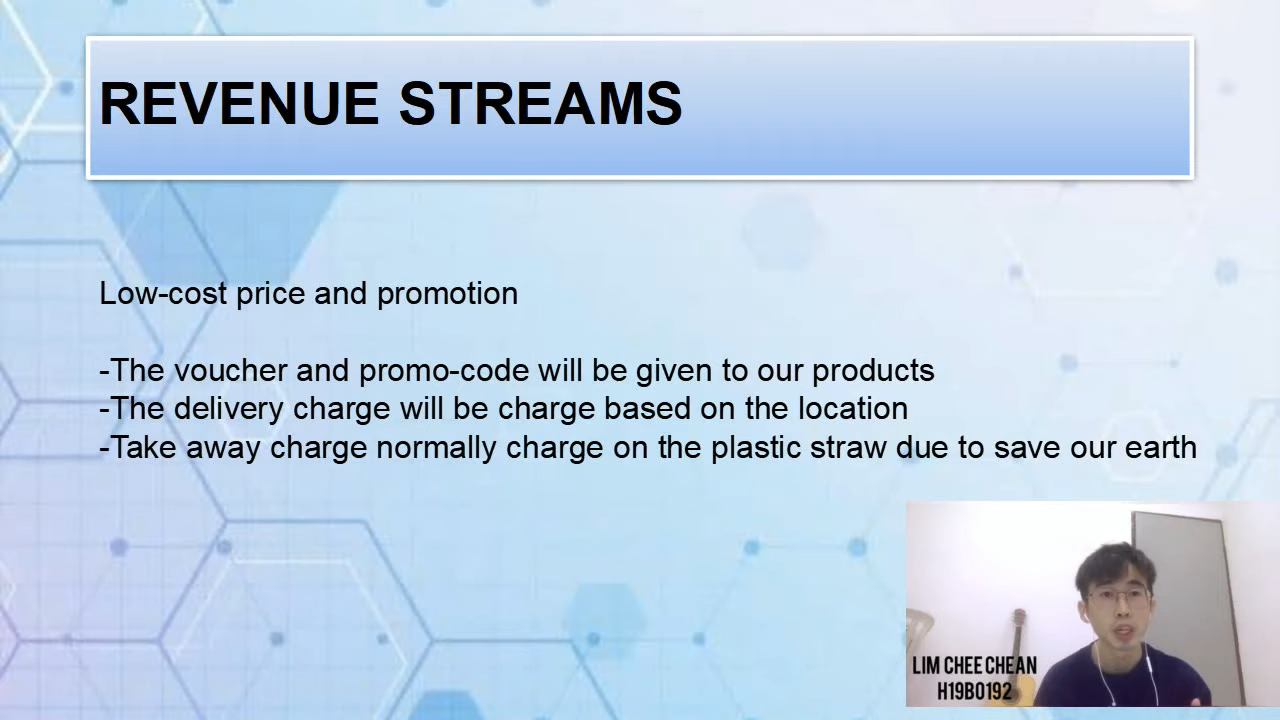 REVENUE STREAMS
Low-cost price and promotion
-The voucher and promo-code will be given to our products
-The delivery charge will be charge based on the location
-Take away charge normally charge on the plastic straw due to save our earth
LIM CHEE CHEAN
H19B0192